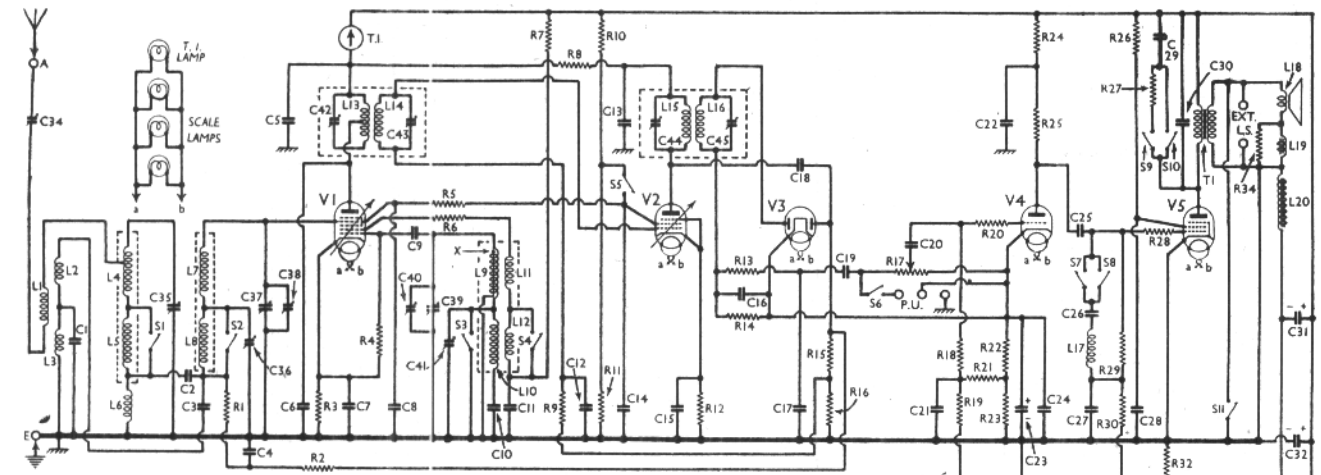 R7
R10
R24
R26
C
29
T.I.
LAMP
T.I.
R8
C30
L18
A
R27
EXT.
L.S.
C42
L13
L14
L15
L16
C5
C43
C13
C44
C45
C22
R25
C34
SCALE
LAMPS
L19
S9
S10
T1
R34
C18
S5
V1
R5
V2
V3
V4
V5
L20
a
b
R6
C25
C9
C20
R20
R28
X
a
b
a
b
a
b
a
b
a
b
L2
L7
L9
L11
R13
C19
R17
S7
S8
L1
L4
C38
C40
C16
S6
P.U.
C35
C37
C39
C26
C31
C1
S1
S2
L12
S3
S4
R14
L3
L5
L8
R4
C41
L17
C36
L10
C12
R11
R15
R18
R22
R21
R29
C2
R16
L6
C3
R1
C6
R3
C7
C8
C11
R9
C14
C15
R12
C17
C21
R19
R23
C24
C27
R30
C28
S11
E
C4
C10
C23
C32
R2
R32